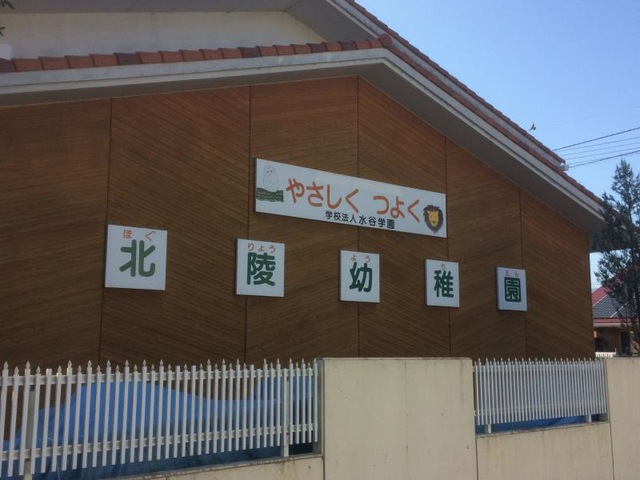 やさしく つよく
学校法人 水谷学園
ほく りょう よう ち えん
北陵幼稚園